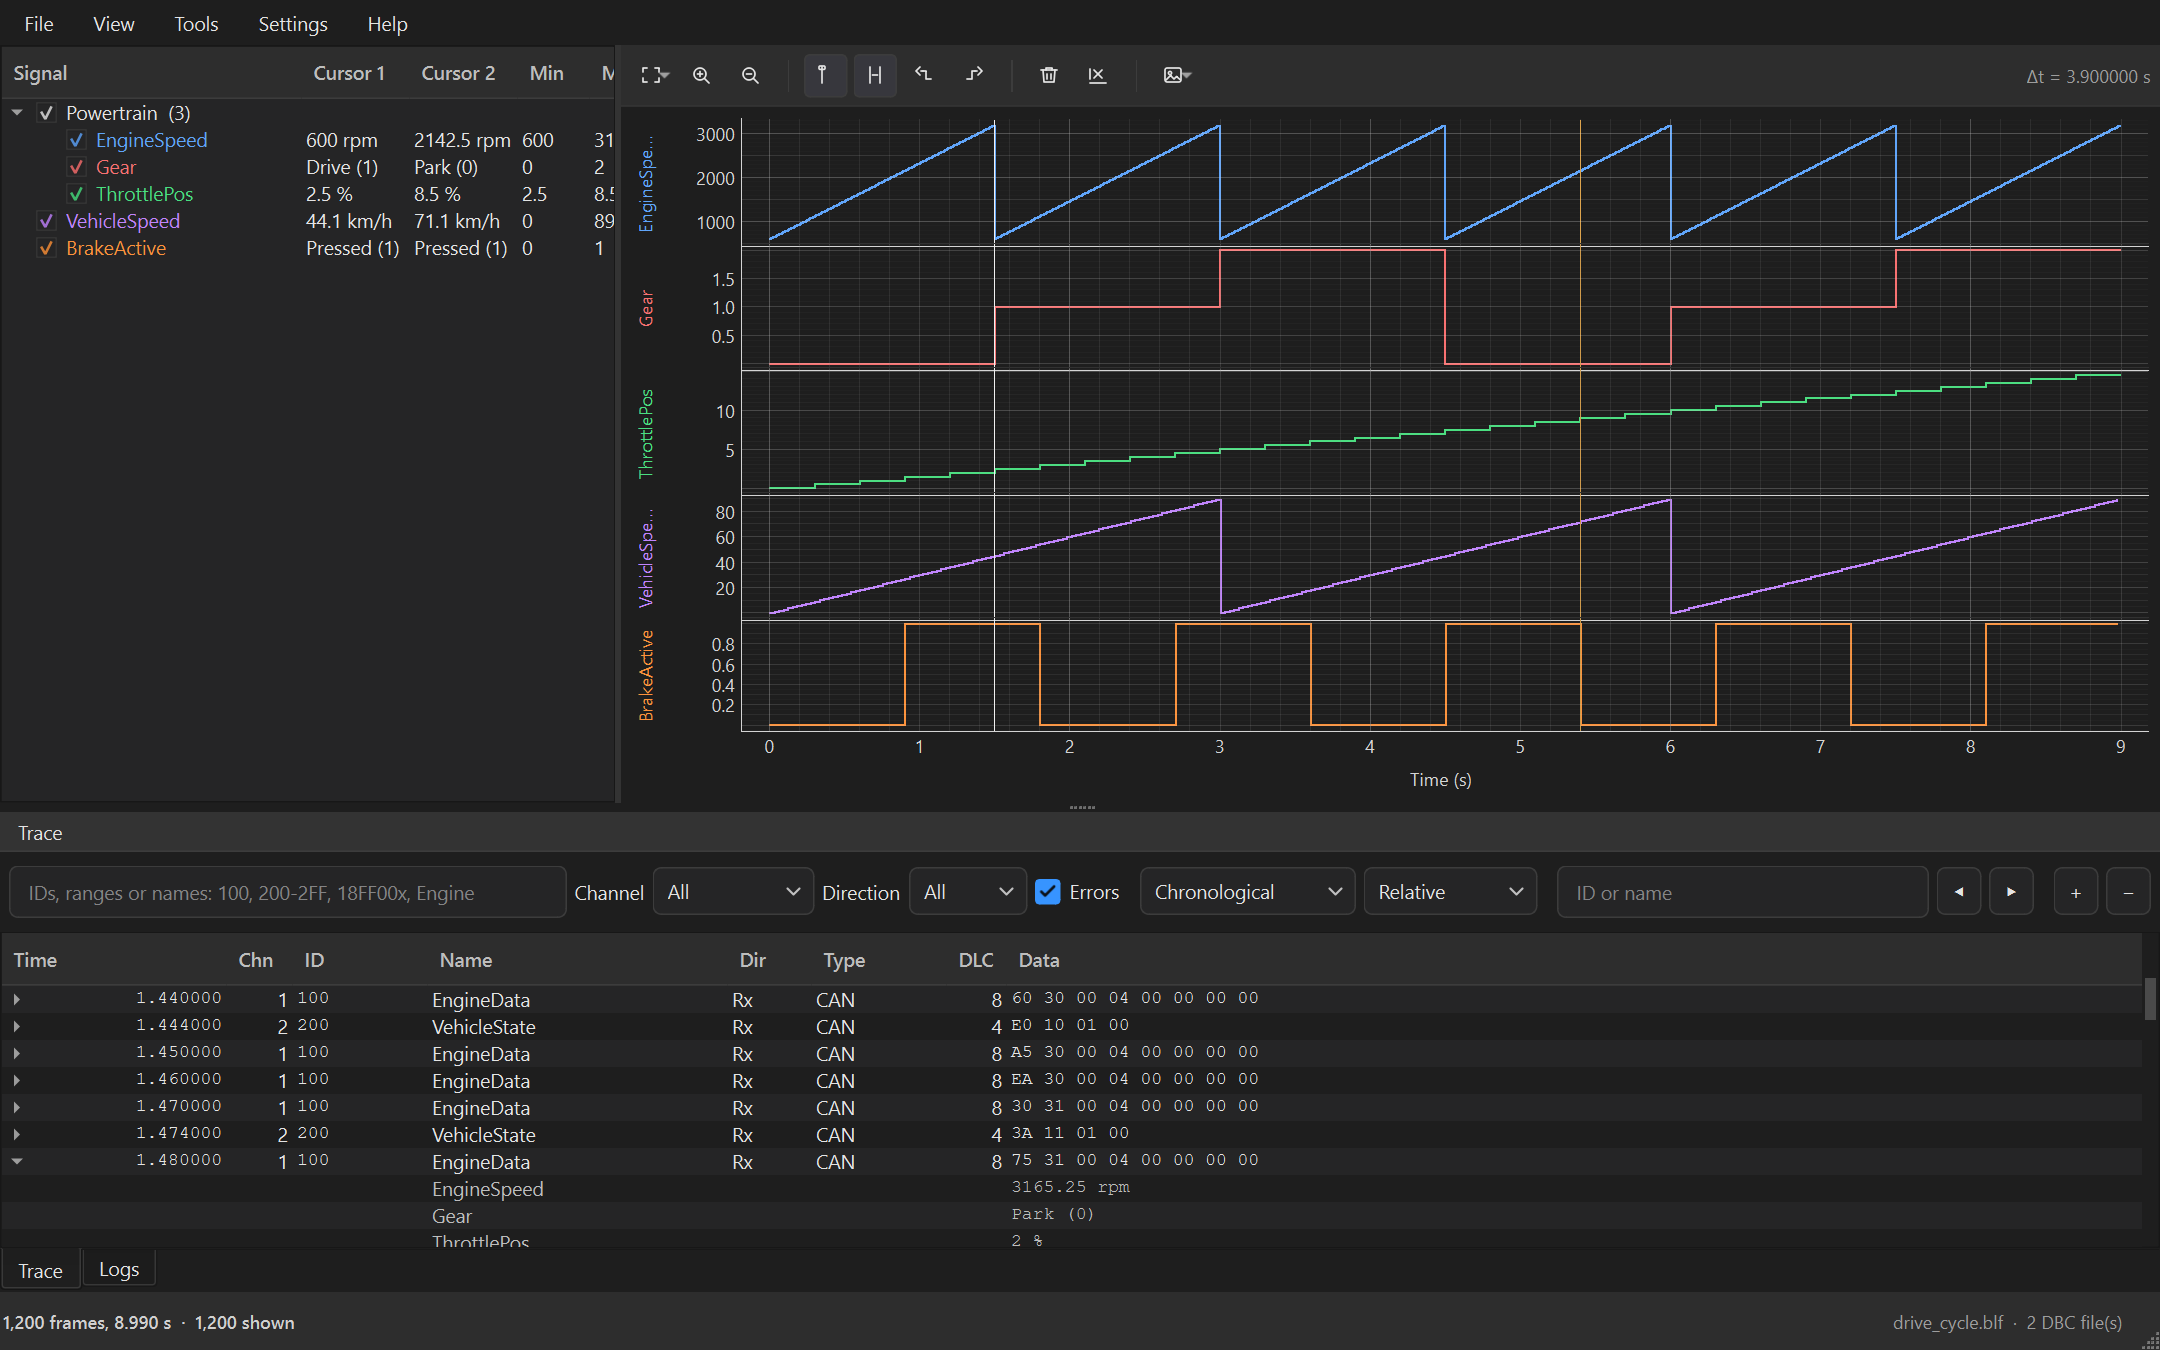 File View Tools Settings Help
Signal Cursor 1 Cursor 2 Min M
Powertrain (3)
EngineSpeed 600 rpm 2142.5 rpm 600 31
Gear Drive (1) Park (0) 0 2
ThrottlePos 2.5 % 8.5 % 2.5 8.5
VehicleSpeed 44.1 km/h 71.1 km/h 0 89
BrakeActive Pressed (1) Pressed (1) 0 1
Δt = 3.900000 s
EngineSpe...
3000
2000
1000
Gear
1.5
1.0
0.5
ThrottlePos
10
5
VehicleSpe...
80
60
40
20
BrakeActive
0.8
0.6
0.4
0.2
0 1 2 3 4 5 6 7 8 9
Time (s)
Trace
IDs, ranges or names: 100, 200-2FF, 18FF00x, Engine Channel All Direction All Errors Chronological Relative ID or name + −
Time Chn ID Name Dir Type DLC Data
1.440000 1 100 EngineData Rx CAN 8 60 30 00 04 00 00 00 00
1.444000 2 200 VehicleState Rx CAN 4 E0 10 01 00
1.450000 1 100 EngineData Rx CAN 8 A5 30 00 04 00 00 00 00
1.460000 1 100 EngineData Rx CAN 8 EA 30 00 04 00 00 00 00
1.470000 1 100 EngineData Rx CAN 8 30 31 00 04 00 00 00 00
1.474000 2 200 VehicleState Rx CAN 4 3A 11 01 00
1.480000 1 100 EngineData Rx CAN 8 75 31 00 04 00 00 00 00
EngineSpeed 3165.25 rpm
Gear Park (0)
ThrottlePos 2 %
Trace Logs
1,200 frames, 8.990 s · 1,200 shown
drive_cycle.blf · 2 DBC file(s)